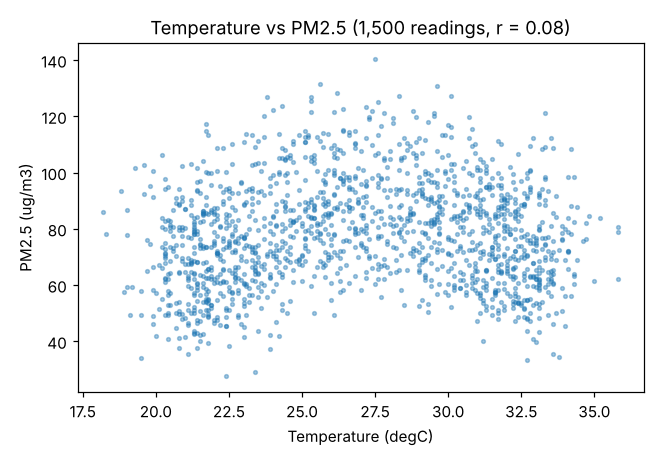 Temperature vs PM2.5 (1,500 readings, r = 0.08)
140
120
100
80
60
40
PM2.5 (ug/m3)
17.5 20.0 22.5 25.0 27.5 30.0 32.5 35.0
Temperature (degC)